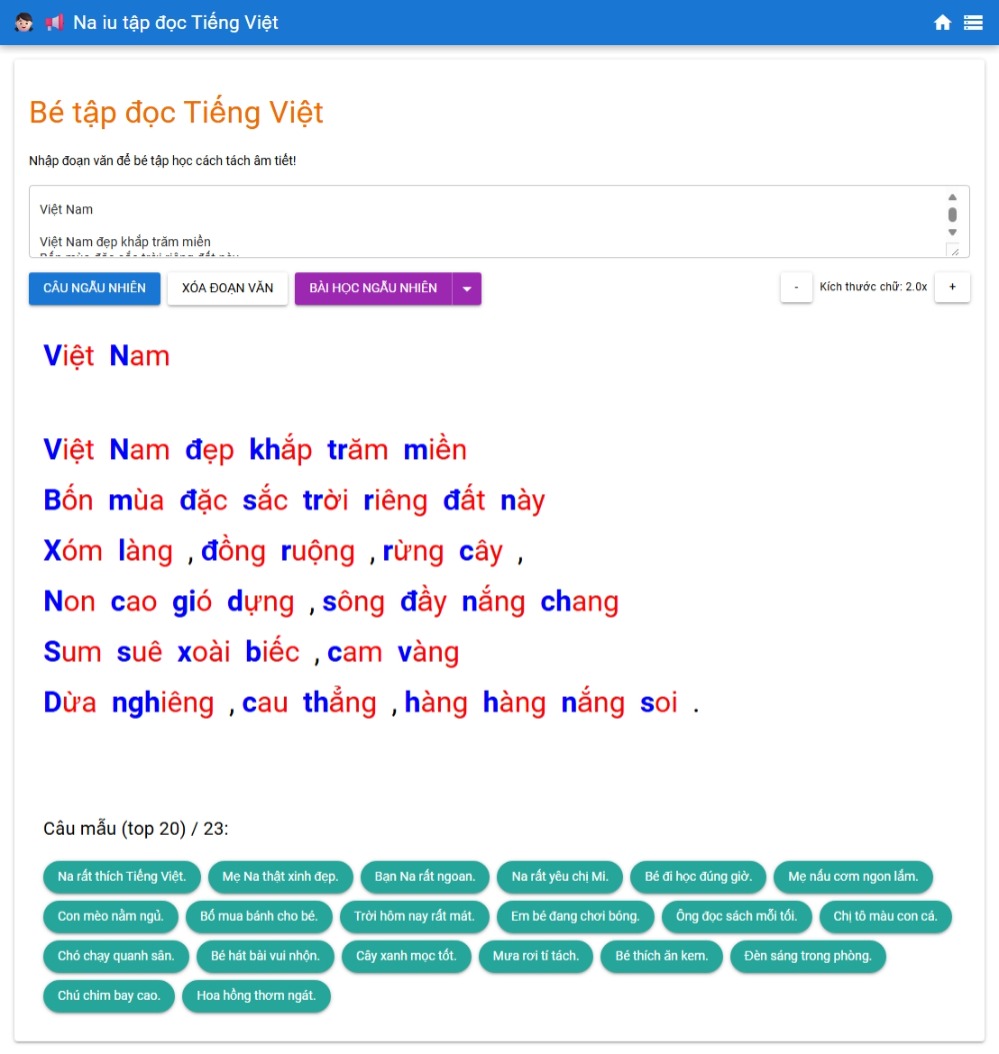 Na iu tập đọc Tiếng Việt
Bé tập đọc Tiếng Việt
Nhập đoạn văn để bé tập học cách tách âm tiết!
Việt Nam
Việt Nam đẹp khắp trăm miền
Bốn mùa đặc sắc trời riêng đất này
CÂU NGẪU NHIÊN XÓA ĐOẠN VĂN BÀI HỌC NGẪU NHIÊN - Kích thước chữ: 2.0x +
Việt Nam
Việt Nam đẹp khắp trăm miền
Bốn mùa đặc sắc trời riêng đất này
Xóm làng , đồng ruộng , rừng cây ,
Non cao gió dựng , sông đầy nắng chang
Sum suê xoài biếc , cam vàng
Dừa nghiêng , cau thẳng , hàng hàng nắng soi .
Câu mẫu (top 20) / 23:
Na rất thích Tiếng Việt. Mẹ Na thật xinh đẹp. Bạn Na rất ngoan. Na rất yêu chị Mi. Bé đi học đúng giờ. Mẹ nấu cơm ngon lắm.
Con mèo nằm ngủ. Bố mua bánh cho bé. Trời hôm nay rất mát. Em bé đang chơi bóng. Ông đọc sách mỗi tối. Chị tô màu con cá.
Chó chạy quanh sân. Bé hát bài vui nhộn. Cây xanh mọc tốt. Mưa rơi tí tách. Bé thích ăn kem. Đèn sáng trong phòng.
Chú chim bay cao. Hoa hồng thơm ngát.